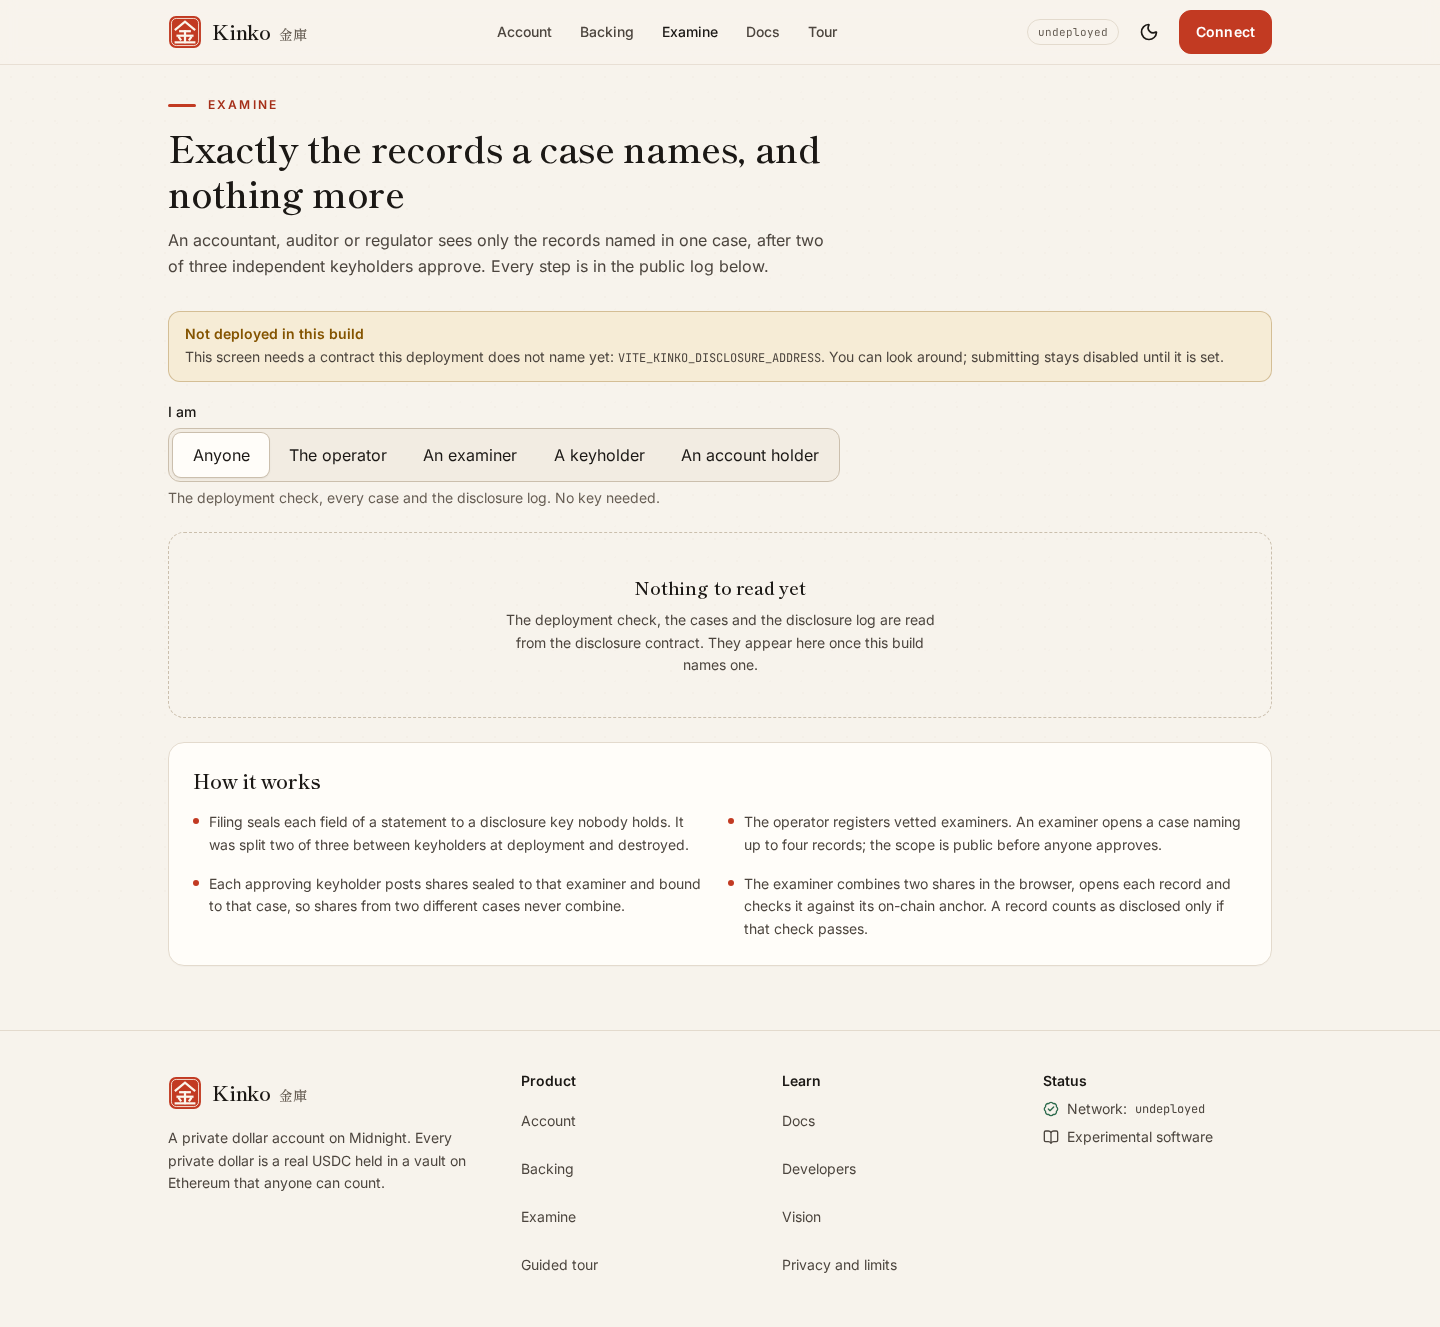 金 Kinko 金庫
Account Backing Examine Docs Tour
undeployed
Connect
EXAMINE
Exactly the records a case names, and
nothing more
An accountant, auditor or regulator sees only the records named in one case, after two
of three independent keyholders approve. Every step is in the public log below.
Not deployed in this build
This screen needs a contract this deployment does not name yet: VITE_KINKO_DISCLOSURE_ADDRESS. You can look around; submitting stays disabled until it is set.
I am
Anyone The operator An examiner A keyholder An account holder
The deployment check, every case and the disclosure log. No key needed.
Nothing to read yet
The deployment check, the cases and the disclosure log are read
from the disclosure contract. They appear here once this build
names one.
How it works
Filing seals each field of a statement to a disclosure key nobody holds. It
was split two of three between keyholders at deployment and destroyed.
The operator registers vetted examiners. An examiner opens a case naming
up to four records; the scope is public before anyone approves.
Each approving keyholder posts shares sealed to that examiner and bound
to that case, so shares from two different cases never combine.
The examiner combines two shares in the browser, opens each record and
checks it against its on-chain anchor. A record counts as disclosed only if
that check passes.
金 Kinko 金庫
A private dollar account on Midnight. Every
private dollar is a real USDC held in a vault on
Ethereum that anyone can count.
Product
Account
Backing
Examine
Guided tour
Learn
Docs
Developers
Vision
Privacy and limits
Status
Network: undeployed
Experimental software